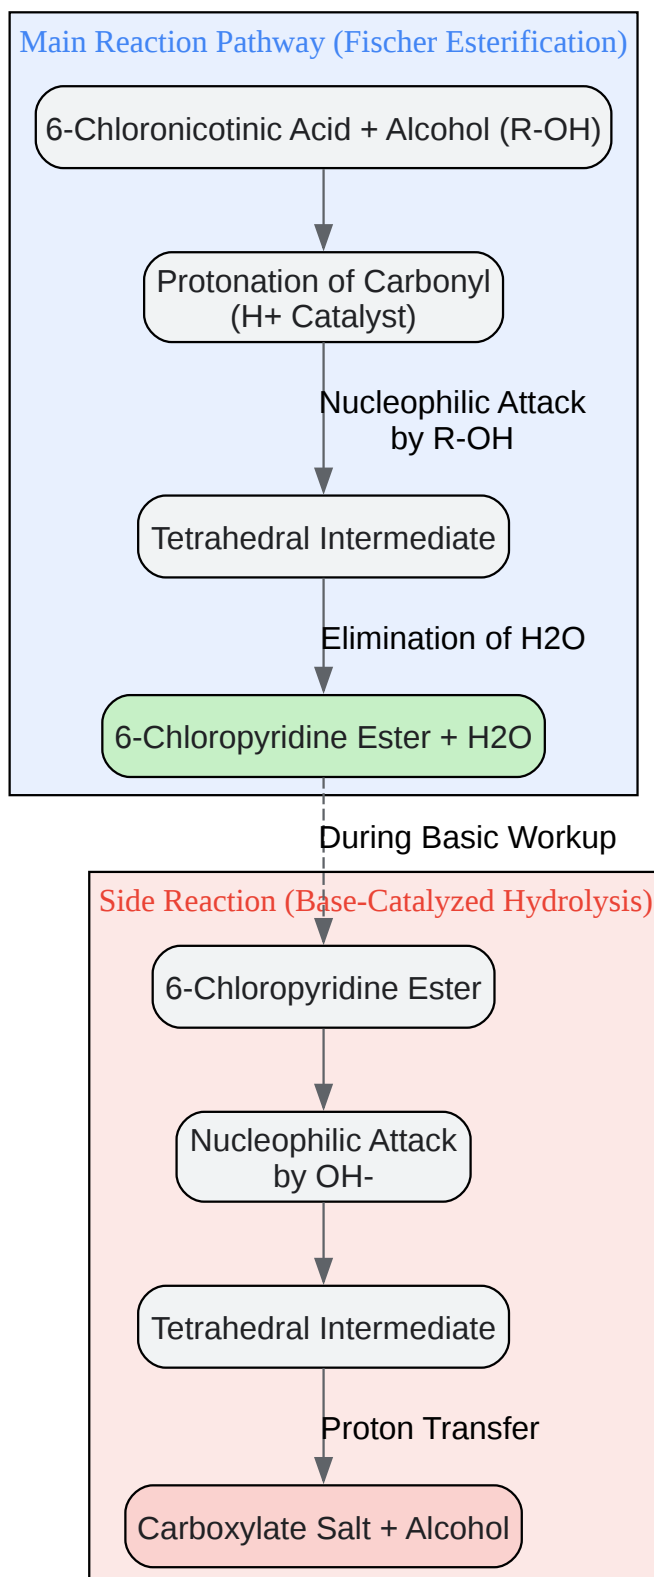 Main Reaction Pathway (Fischer Esterification)
6-Chloronicotinic Acid + Alcohol (R-OH)
Protonation of Carbonyl
(H+ Catalyst)
Nucleophilic Attack
by R-OH
Tetrahedral Intermediate
Elimination of H2O
6-Chloropyridine Ester + H2O
During Basic Workup
Side Reaction (Base-Catalyzed Hydrolysis)
6-Chloropyridine Ester
Nucleophilic Attack
by OH-
Tetrahedral Intermediate
Proton Transfer
Carboxylate Salt + Alcohol